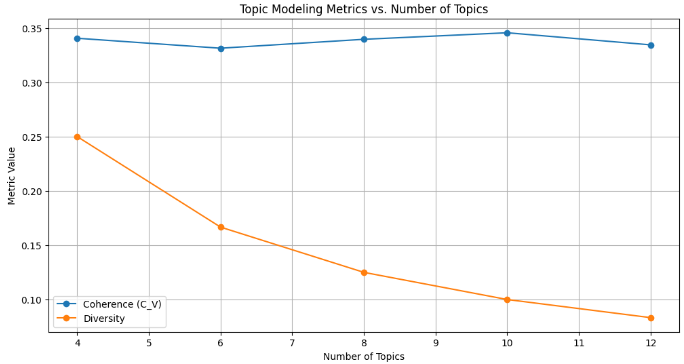 Topic Modeling Metrics vs. Number of Topics
0.35
0.30
0.25
0.20
0.15
0.10
Metric Value
Coherence (C_V)
Diversity
4 5 6 7 8 9 10 11 12
Number of Topics